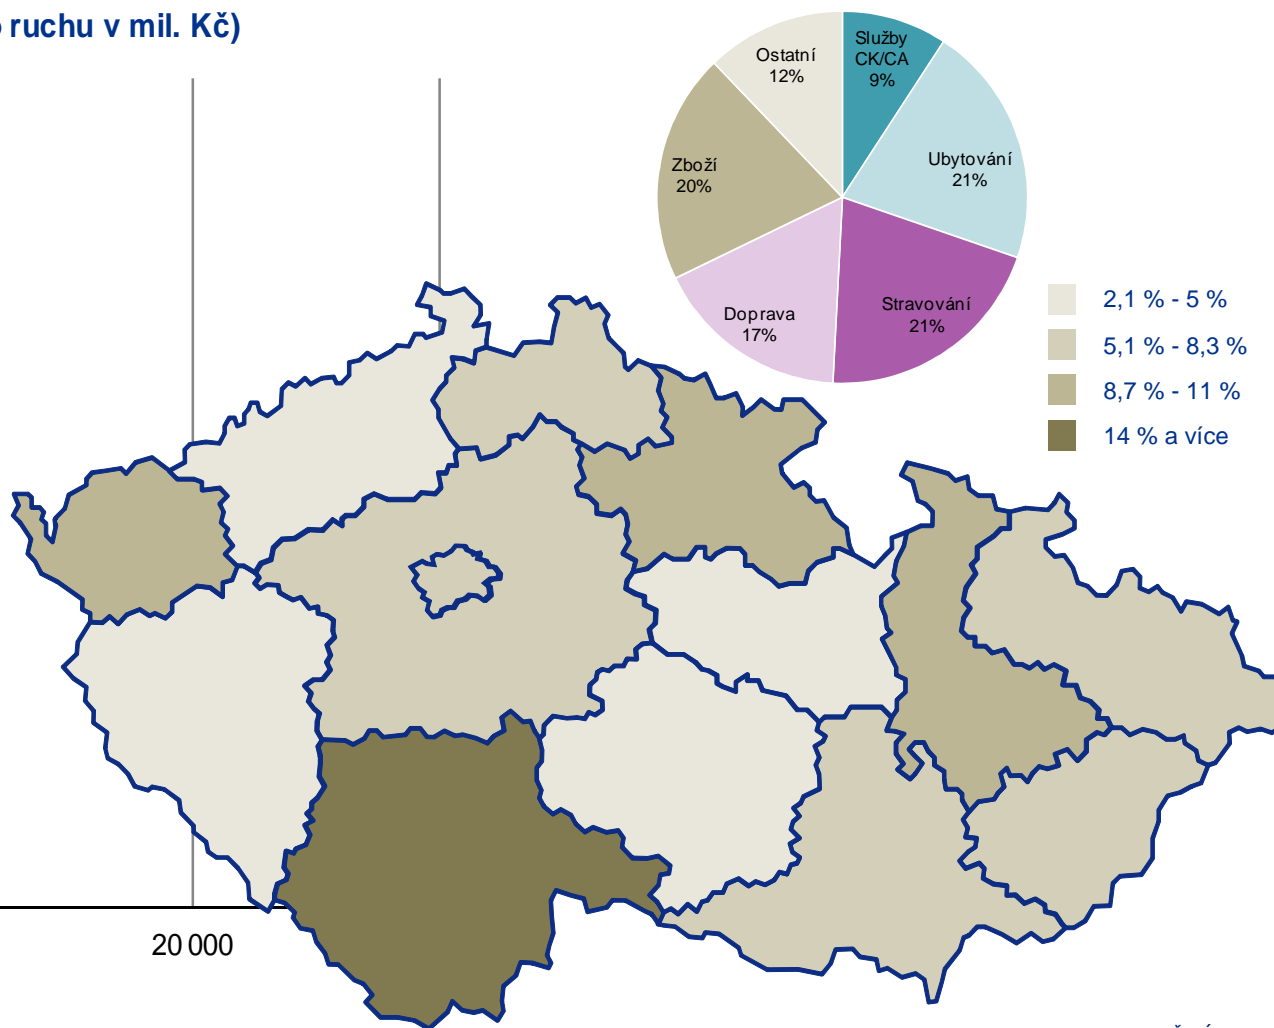 ruchu v mil. Kč)
Služby
CK/CA
9%
Ostatní
12%
Ubytování
21%
Zboží
20%
Stravování
21%
Doprava
17%
2,1 % - 5 %
5,1 % - 8,3 %
8,7 % - 11 %
14 % a více
20 000